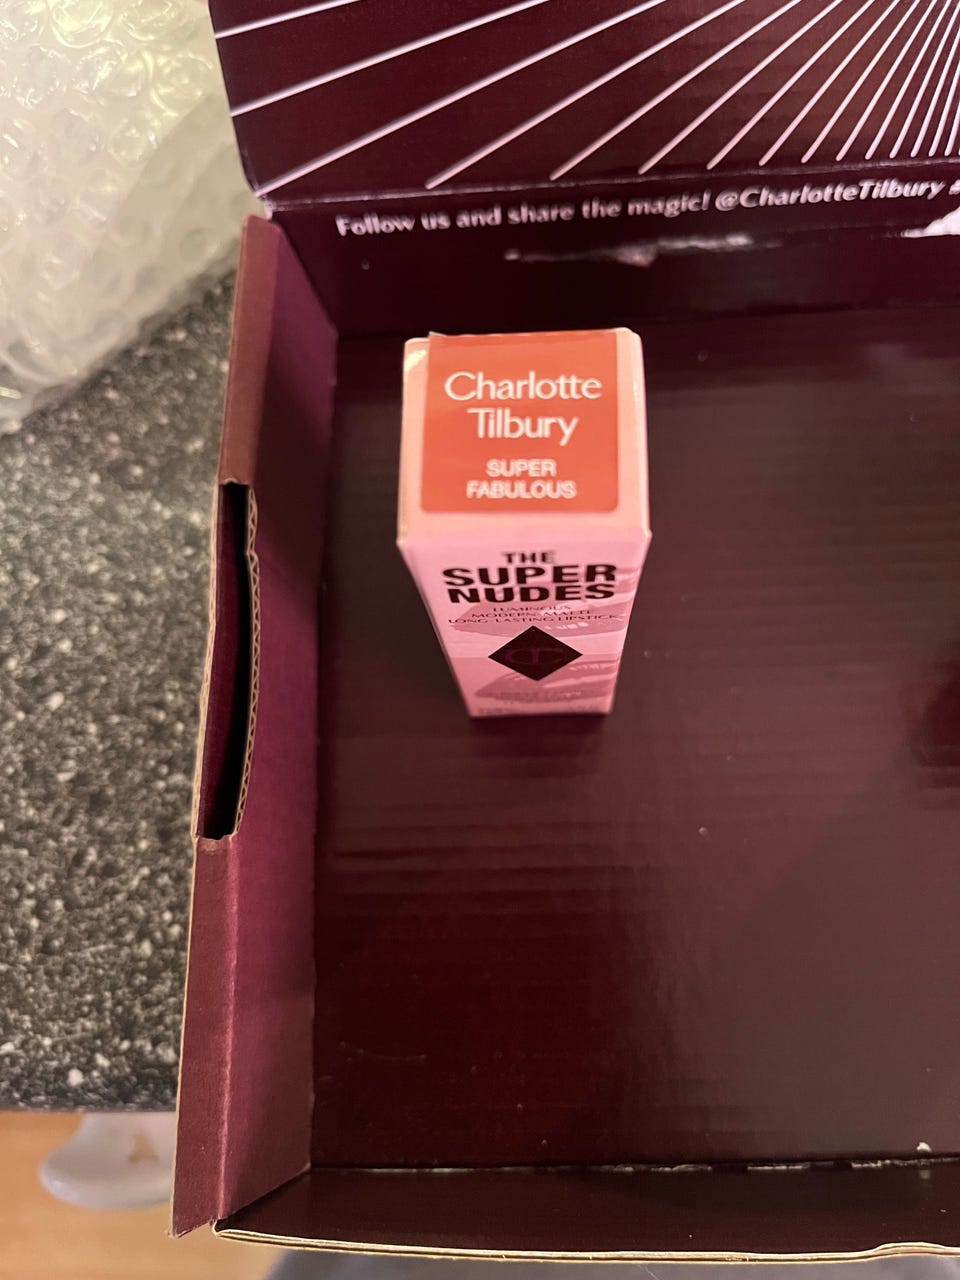 Follow us and share the magic! @CharlotteTilbury #
Charlotte
Tilbury
SUPER
FABULOUS
THE
SUPER
NUDES
LUMINOUS
MODERN-MATTE
LONG-LASTING LIPSTICK